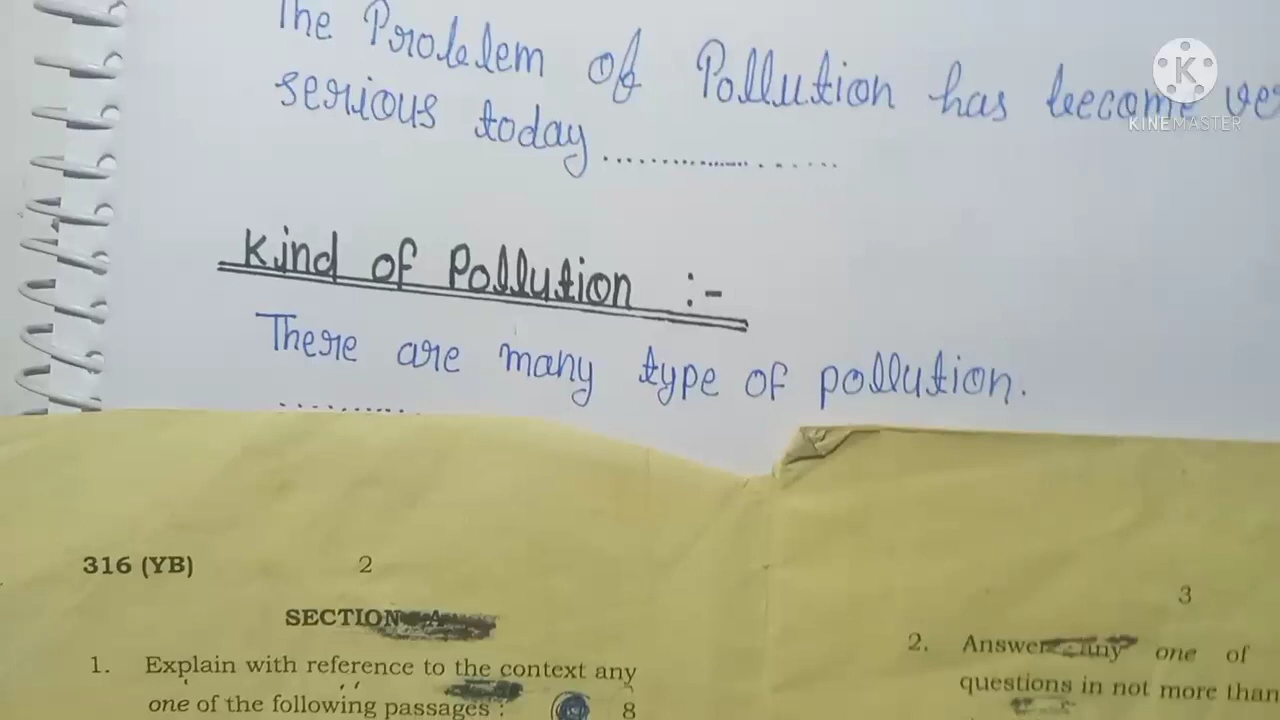 The Problem of Pollution has become
serious today..................
K
KINEMASTER
Kind of Pollution :-
There are many type of pollution.
..........
316 (YB)
2
SECTION A
1. Explain with reference to the context any
one of the following passages : 8
3
2. Answer any one of
questions in not more than